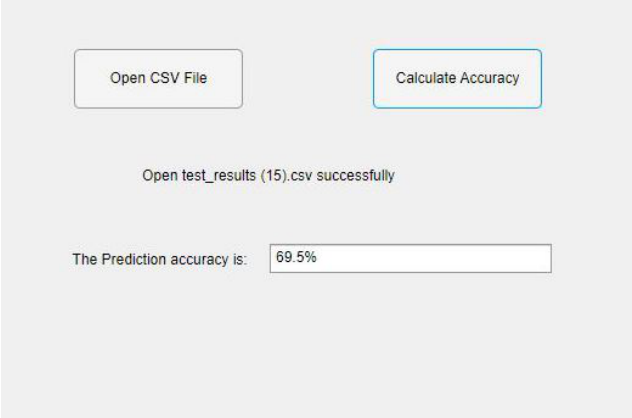 Open CSV File
Calculate Accuracy
Open test_results (15).csv successfully
The Prediction accuracy is: 69.5%